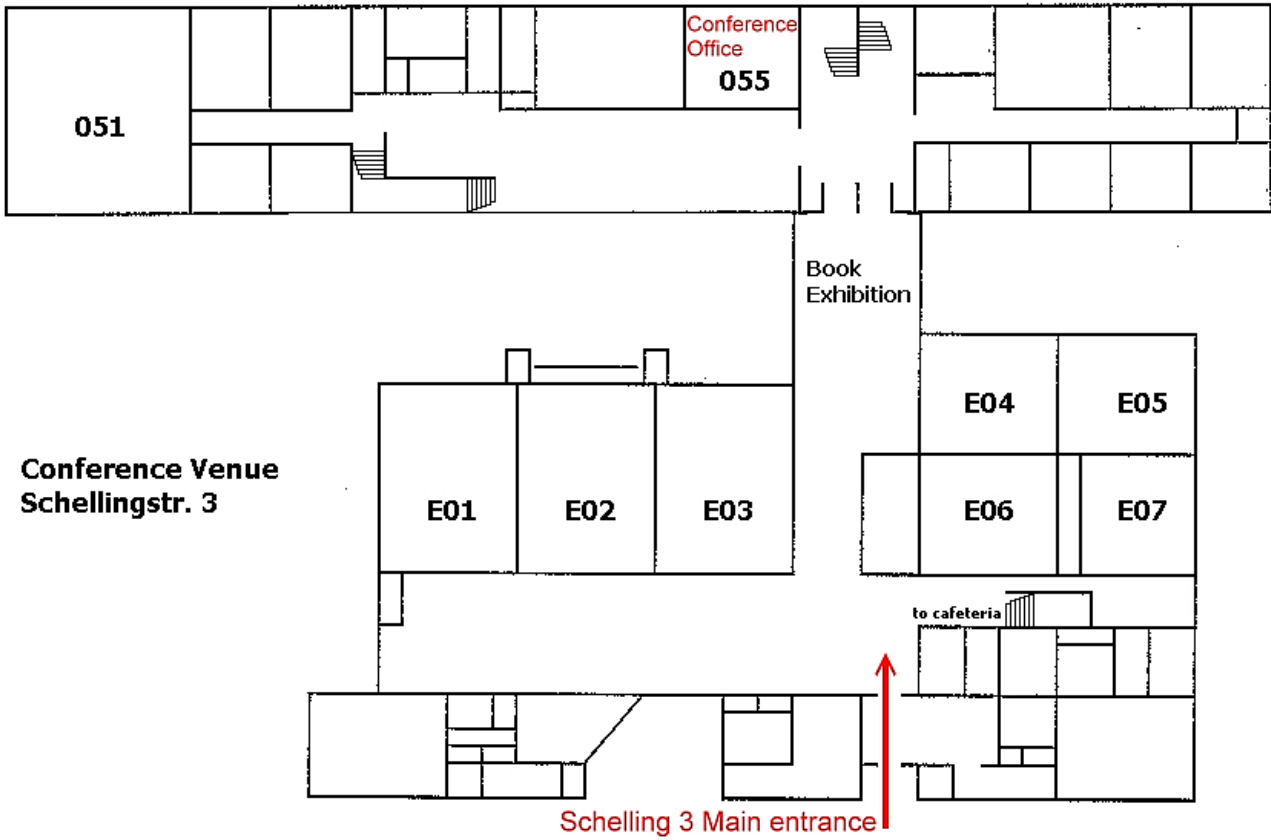 Conference
Office
055
051
Book
Exhibition
E04
E05
Conference Venue
Schellingstr. 3
E01
E02
E03
E06
E07
to cafeteria
Schelling 3 Main entrance